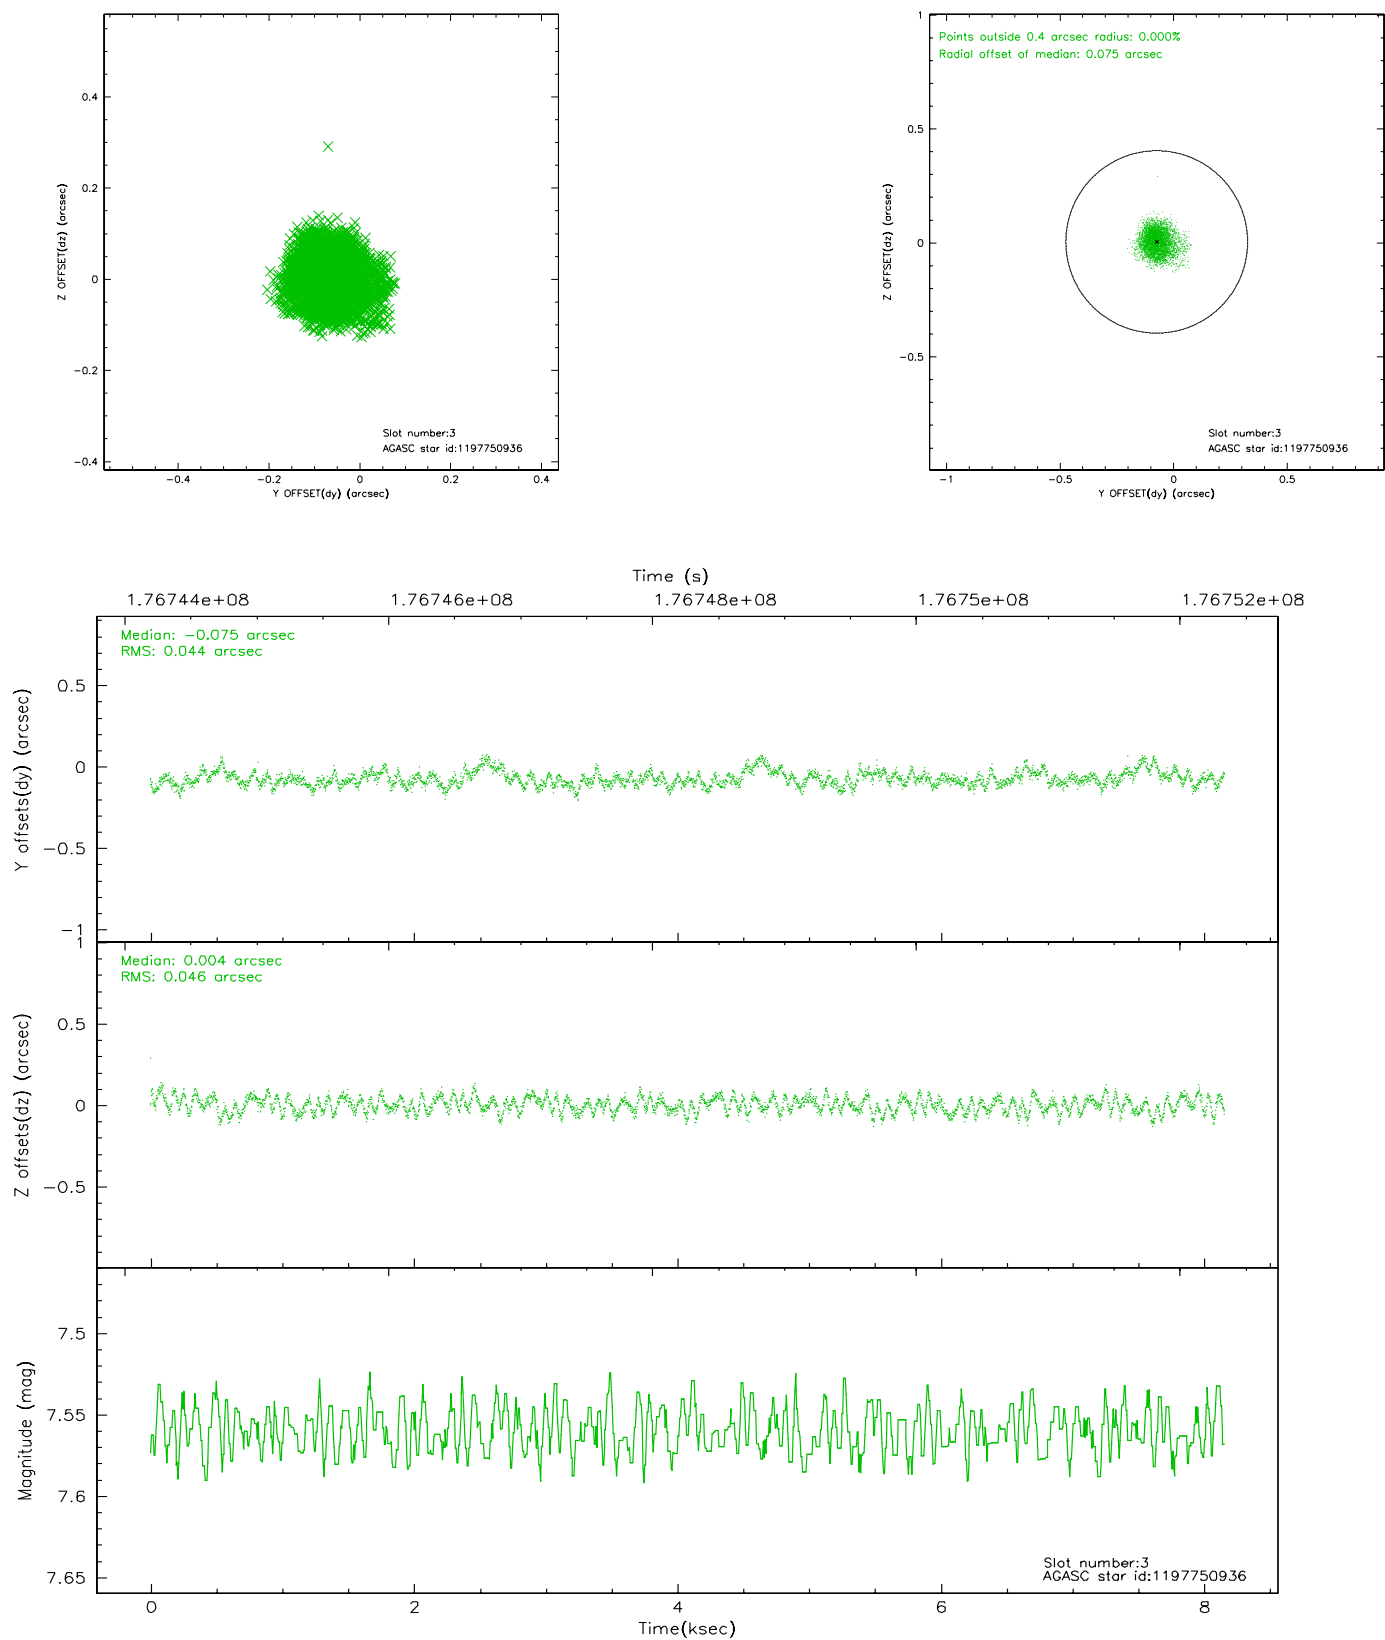 0.4
0.2
0
−0.2
−0.4
Z OFFSET(dz) (arcsec)
Slot number:3
AGASC star id:1197750936
−0.4
−0.2
0
0.2
0.4
Y OFFSET(dy) (arcsec)
Points outside 0.4 arcsec radius: 0.000%
Radial offset of median: 0.075 arcsec
1
0.5
0
−0.5
Z OFFSET(dz) (arcsec)
Slot number:3
AGASC star id:1197750936
−1
−0.5
0
0.5
Y OFFSET(dy) (arcsec)
Time (s)
1.76744e+08
1.76746e+08
1.76748e+08
1.7675e+08
1.76752e+08
Median: −0.075 arcsec
RMS: 0.044 arcsec
0.5
0
−0.5
−1
Y offsets(dy) (arcsec)
Median: 0.004 arcsec
RMS: 0.046 arcsec
1
0.5
0
−0.5
Z offsets(dz) (arcsec)
7.5
7.55
7.6
7.65
Magnitude (mag)
Slot number:3
AGASC star id:1197750936
0
2
4
6
8
Time(ksec)